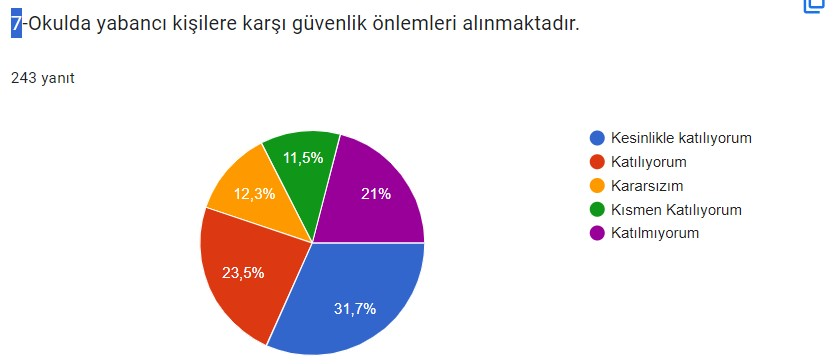 7-Okulda yabancı kişilere karşı güvenlik önlemleri alınmaktadır.
243 yanıt
11,5%
21%
12,3%
23,5%
31,7%
Kesinlikle katılıyorum
Katılıyorum
Kararsızım
Kısmen Katılıyorum
Katılmıyorum